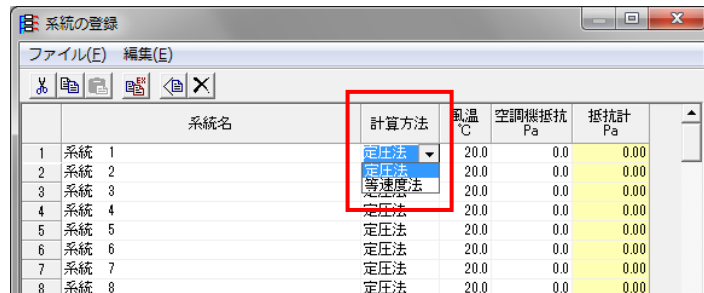 系統の登録
ファイル(F) 編集(E)
系統名 計算方法 風温 ℃ 空調機抵抗 Pa 抵抗計 Pa
1 系統 1 定圧法 20.0 0.0 0.00
2 系統 2 定圧法 20.0 0.0 0.00
3 系統 3 等速度法 20.0 0.0 0.00
4 系統 4 定圧法 20.0 0.0 0.00
5 系統 5 定圧法 20.0 0.0 0.00
6 系統 6 定圧法 20.0 0.0 0.00
7 系統 7 定圧法 20.0 0.0 0.00
8 系統 8 定圧法 20.0 0.0 0.00